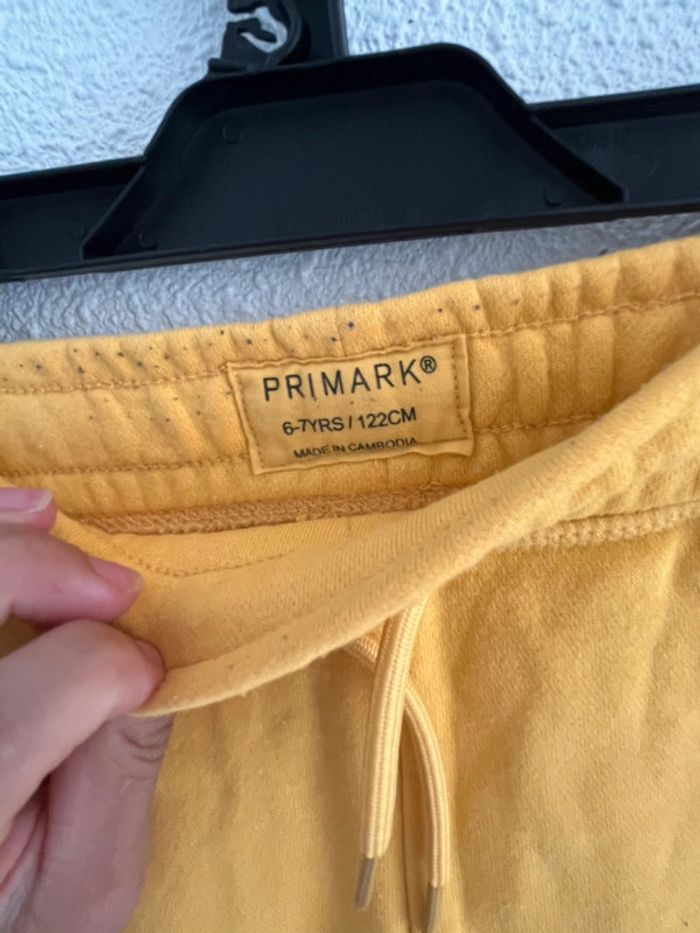 PRIMARK®
6-7YRS / 122CM
MADE IN CAMBODIA